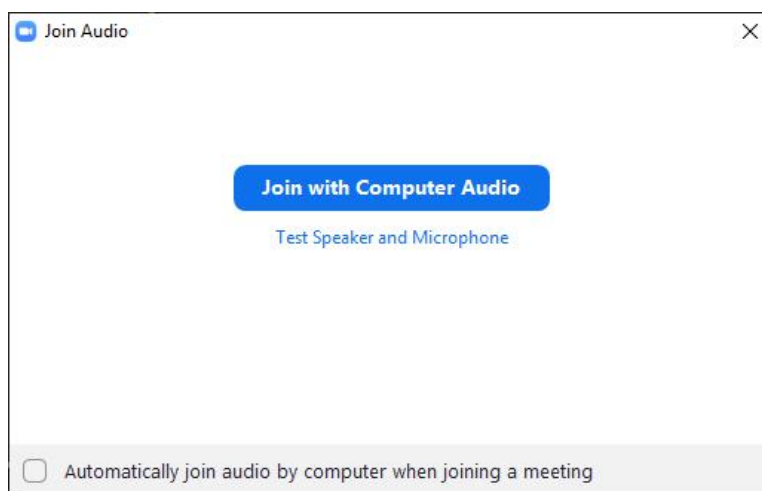 Join Audio
Join with Computer Audio
Test Speaker and Microphone
Automatically join audio by computer when joining a meeting